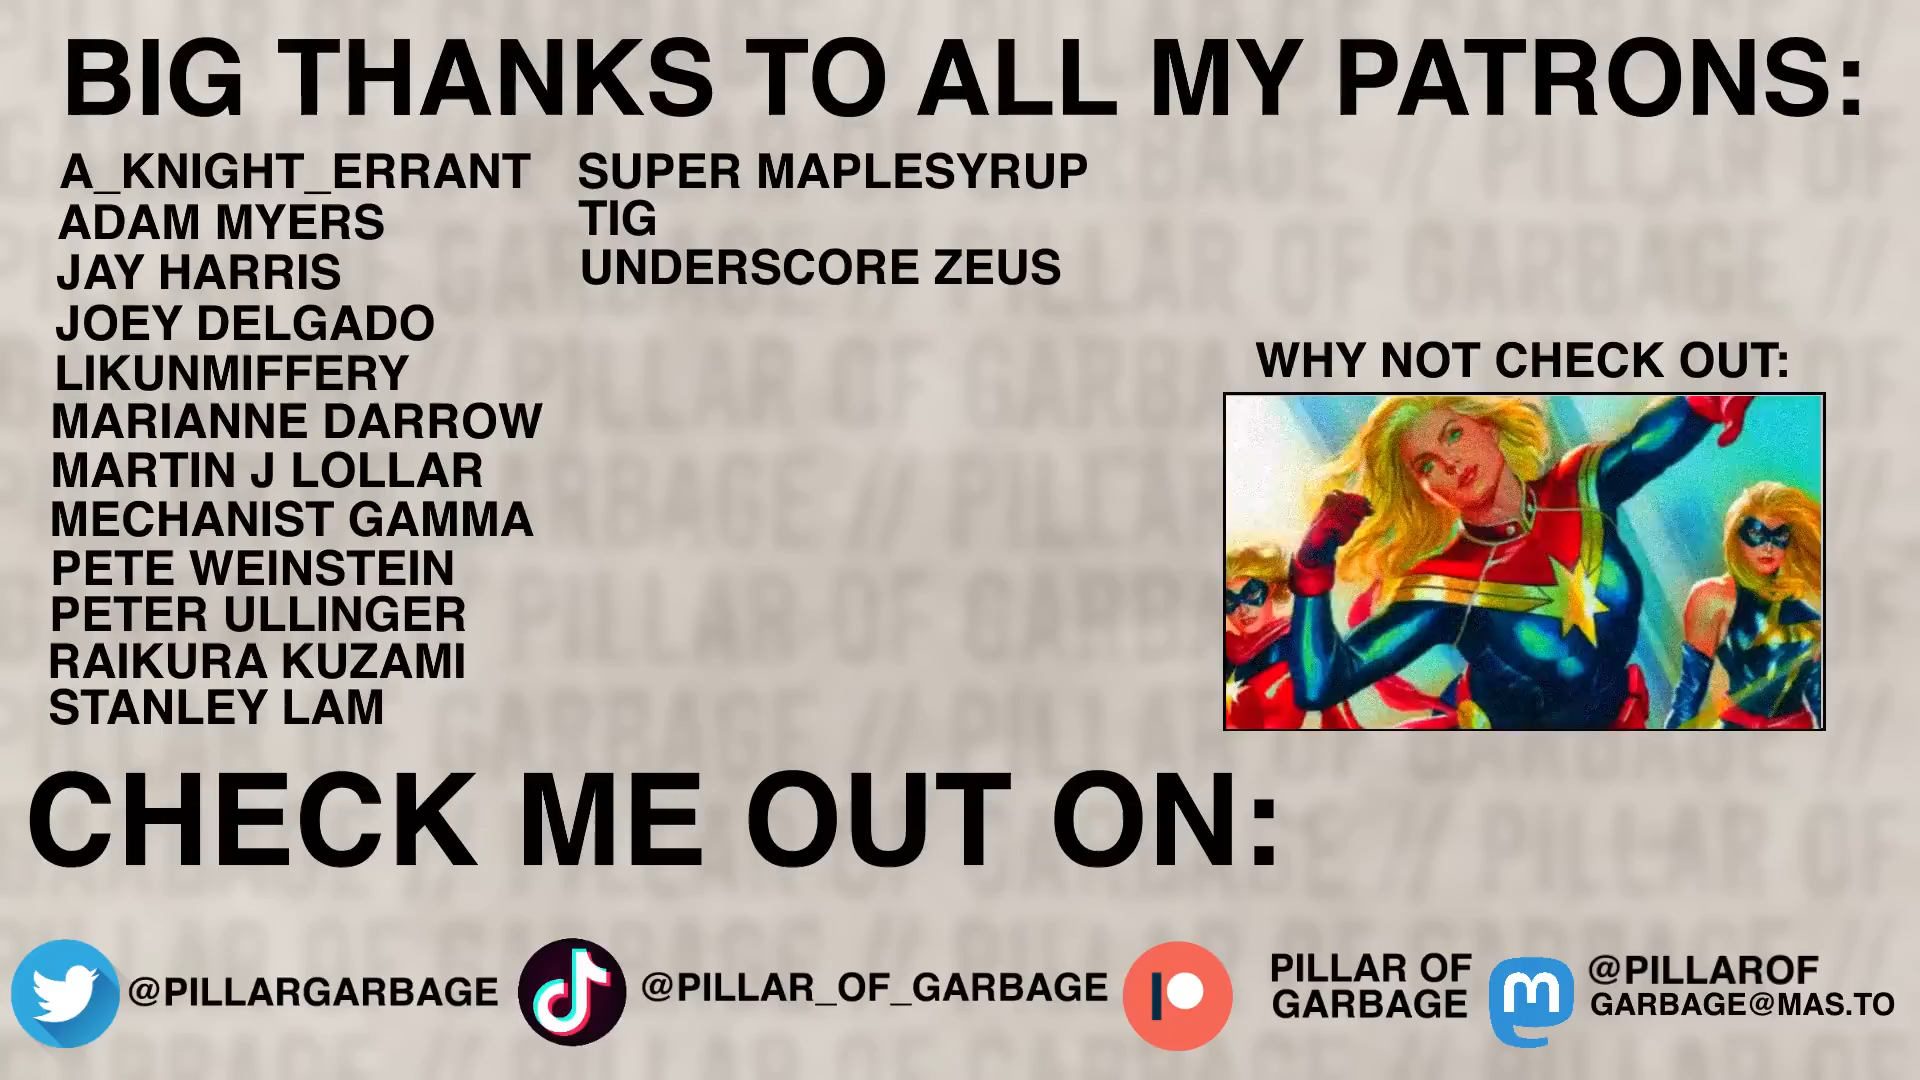 BIG THANKS TO ALL MY PATRONS:
A_KNIGHT_ERRANT
ADAM MYERS
JAY HARRIS
JOEY DELGADO
LIKUNMIFFERY
MARIANNE DARROW
MARTIN J LOLLAR
MECHANIST GAMMA
PETE WEINSTEIN
PETER ULLINGER
RAIKURA KUZAMI
STANLEY LAM
SUPER MAPLESYRUP
TIG
UNDERSCORE ZEUS
WHY NOT CHECK OUT:
CHECK ME OUT ON:
@PILLARGARBAGE
@PILLAR_OF_GARBAGE
PILLAR OF
GARBAGE
@PILLAROF
GARBAGE@MAS.TO